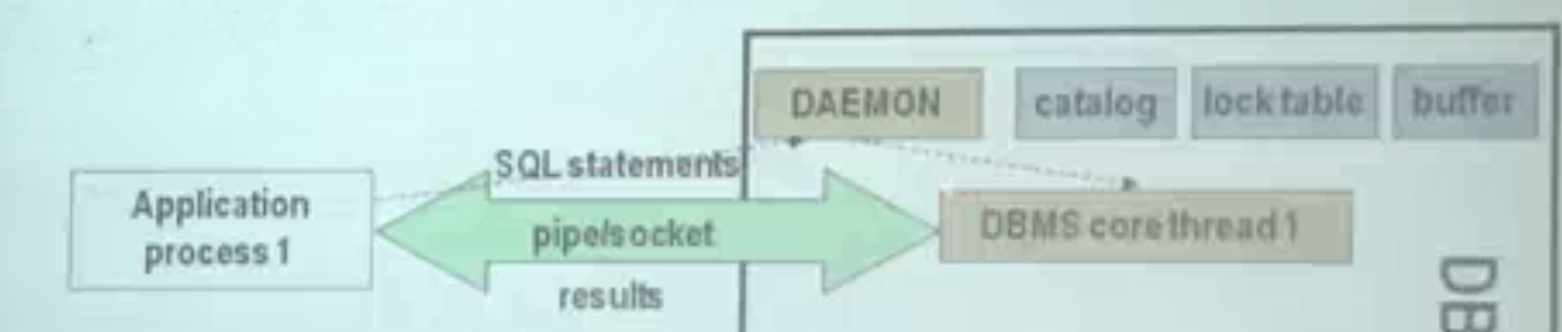 DAEMON
catalog
lock table
buffer
SQL statements
Application
process 1
pipe/socket
DBMS core thread 1
results
DB